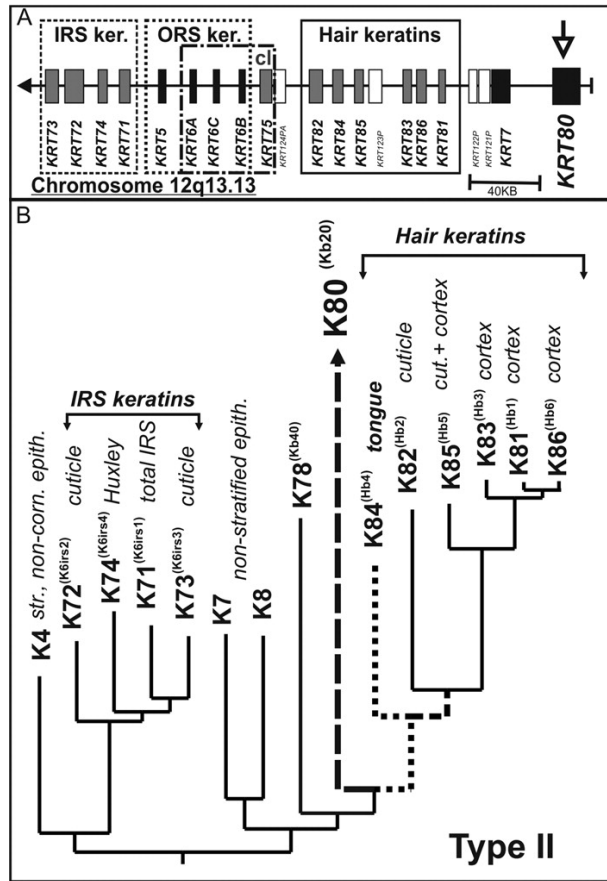 A
IRS ker.
ORS ker.
cl
Hair keratins
KRT73
KRT72
KRT74
KRT71
KRT5
KRT6A
KRT6C
KRT6B
KRT75
KRT124PA
KRT82
KRT84
KRT85
KRT123P
KRT83
KRT86
KRT81
KRT122P
KRT121P
KRT7
KRT80
Chromosome 12q13.13
40KB
B
Hair keratins
IRS keratins
K4 str., non-corn. epith.
K72(K6irs2) cuticle
K74(K6irs4) Huxley
K71(K6irs1) total IRS
K73(K6irs3) cuticle
K7 non-stratified epith.
K8
K78(Kb40)
K80(Kb20)
K84(Hb4) tongue
K82(Hb2) cuticle
K85(Hb5) cut.+ cortex
K83(Hb3) cortex
K81(Hb1) cortex
K86(Hb6) cortex
Type II